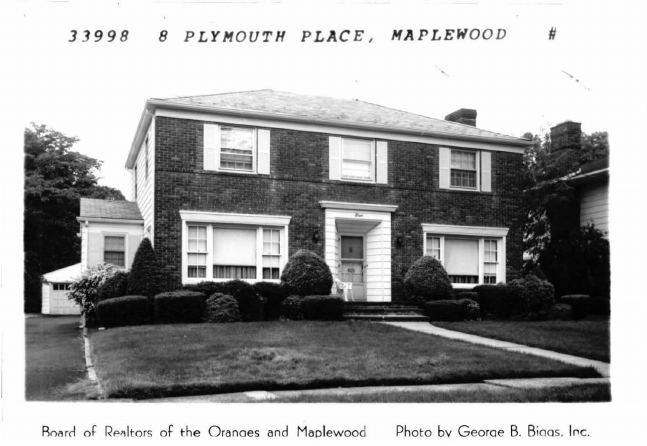 33998 8 PLYMOUTH PLACE, MAPLEWOOD #
Board of Realtors of the Oranges and Maplewood Photo by George B. Biggs, Inc.